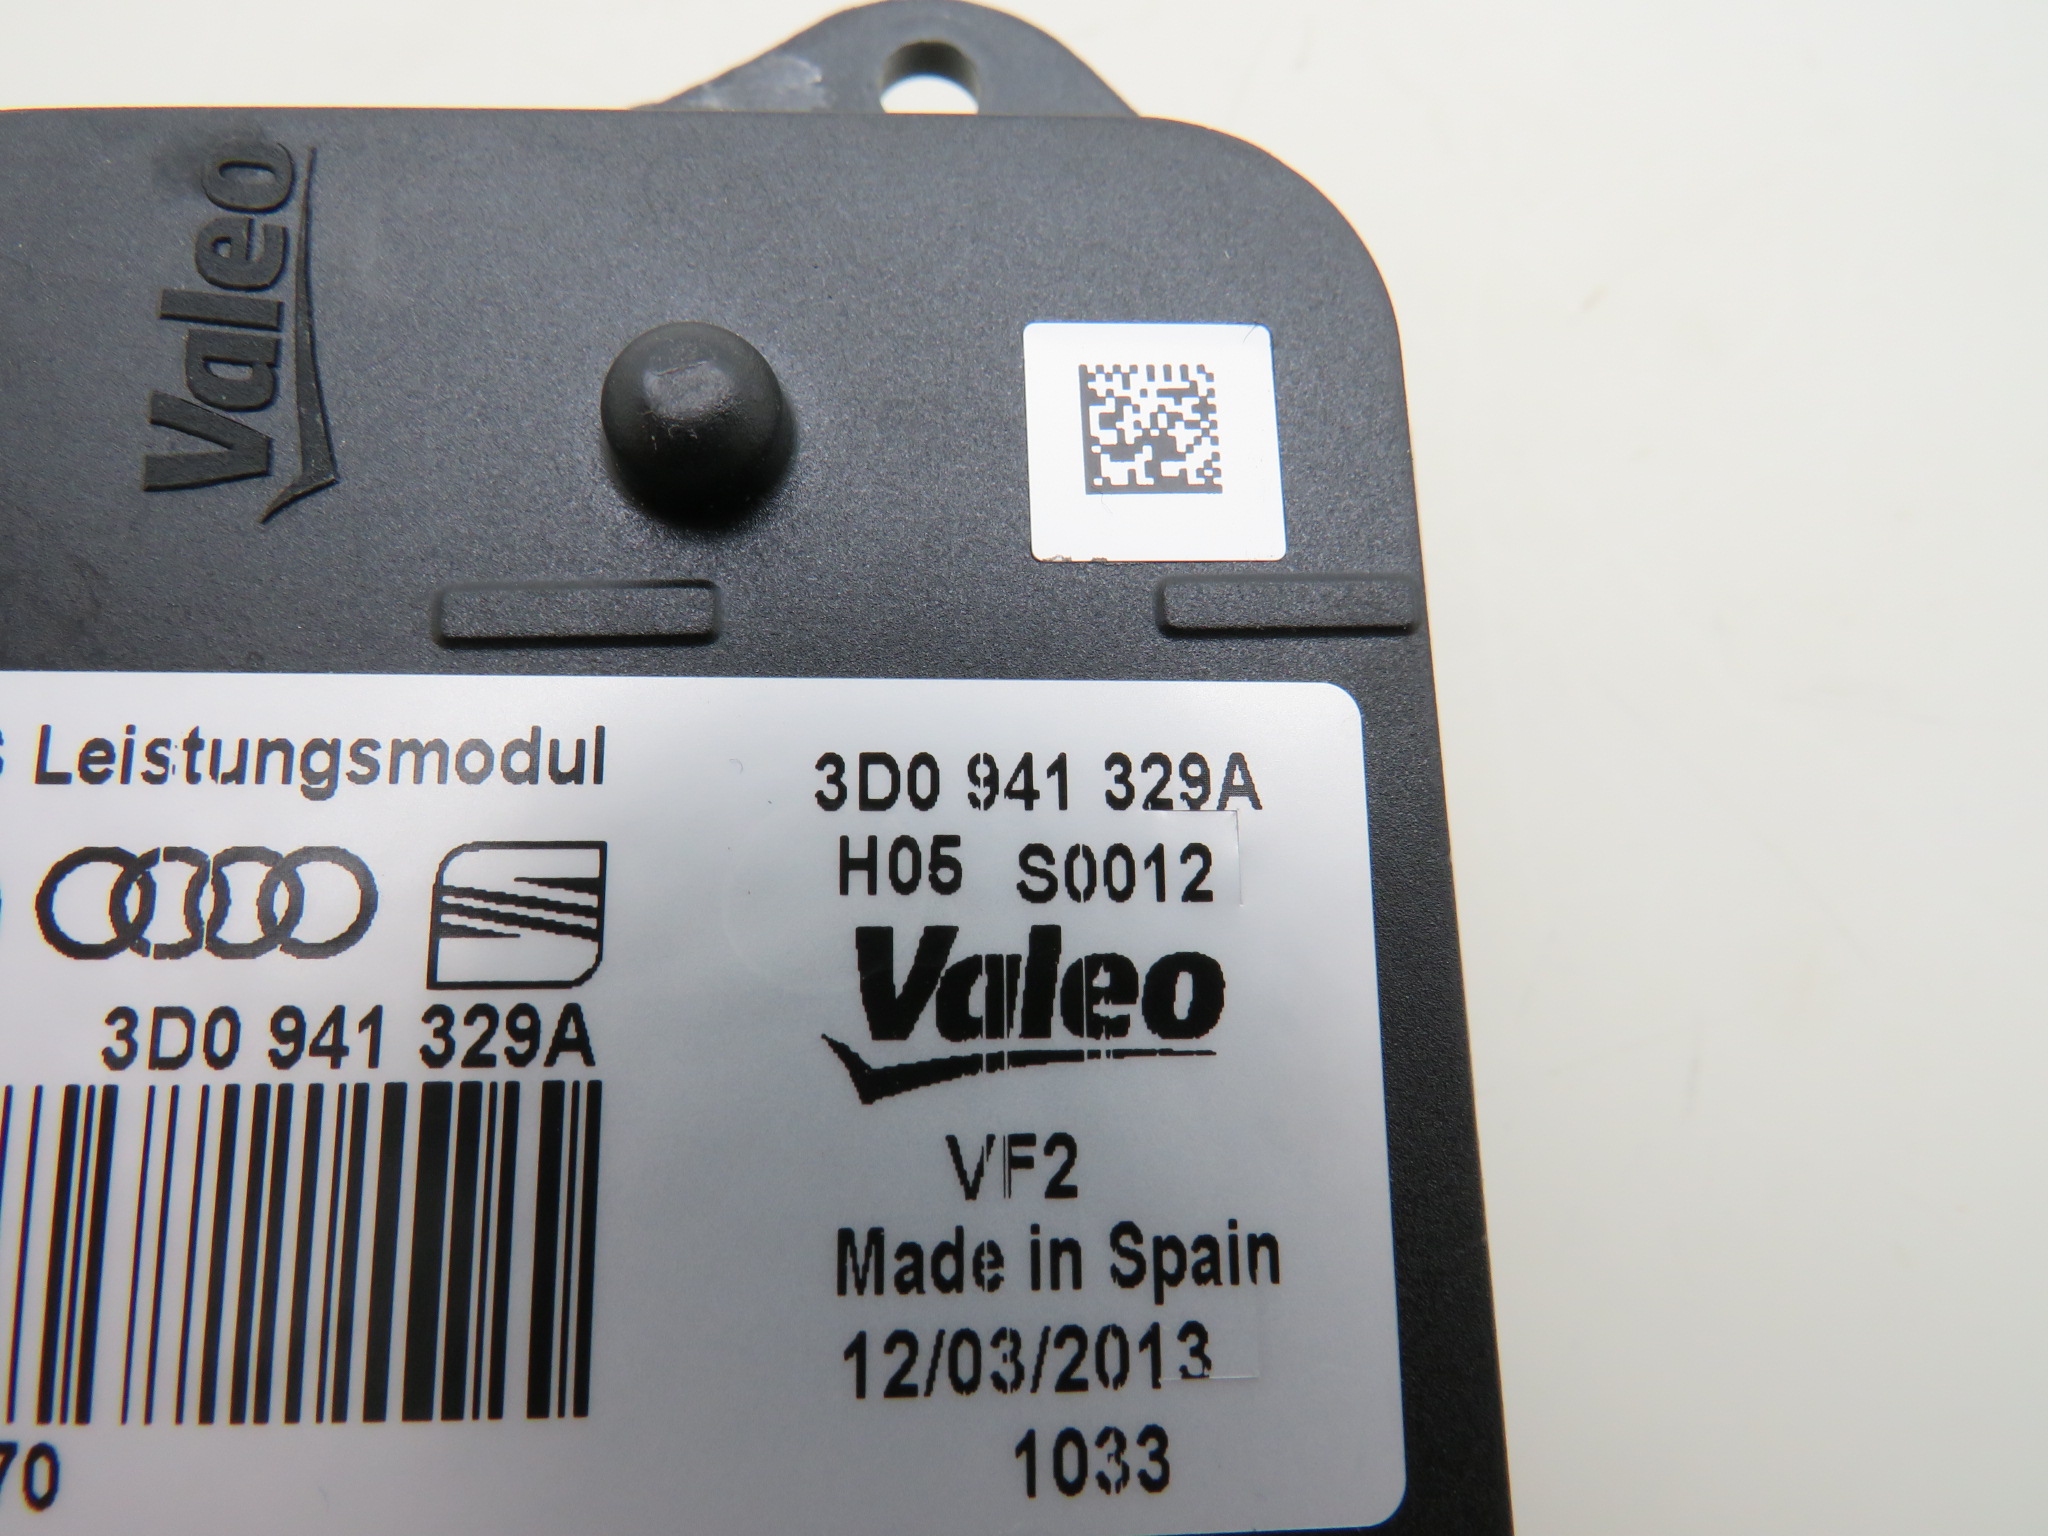 Valeo
Leistungsmodul
3D0 941 329A
70
3D0 941 329A
H05 S0012
Valeo
VF2
Made in Spain
12/03/2013
1033